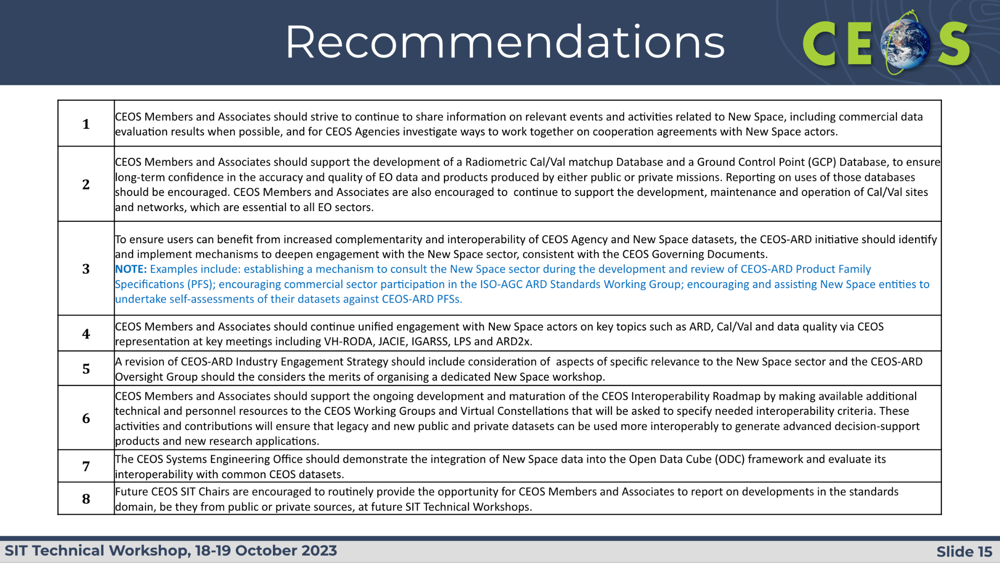 Recommendations
CEOS
1
CEOS Members and Associates should strive to continue to share information on relevant events and activities related to New Space, including commercial data
evaluation results when possible, and for CEOS Agencies investigate ways to work together on cooperation agreements with New Space actors.
2
CEOS Members and Associates should support the development of a Radiometric Cal/Val matchup Database and a Ground Control Point (GCP) Database, to ensure
long-term confidence in the accuracy and quality of EO data and products produced by either public or private missions. Reporting on uses of those databases
should be encouraged. CEOS Members and Associates are also encouraged to  continue to support the development, maintenance and operation of Cal/Val sites
and networks, which are essential to all EO sectors.
3
To ensure users can benefit from increased complementarity and interoperability of CEOS Agency and New Space datasets, the CEOS-ARD initiative should identify
and implement mechanisms to deepen engagement with the New Space sector, consistent with the CEOS Governing Documents.
NOTE: Examples include: establishing a mechanism to consult the New Space sector during the development and review of CEOS-ARD Product Family
Specifications (PFS); encouraging commercial sector participation in the ISO-AGC ARD Standards Working Group; encouraging and assisting New Space entities to
undertake self-assessments of their datasets against CEOS-ARD PFSs.
4
CEOS Members and Associates should continue unified engagement with New Space actors on key topics such as ARD, Cal/Val and data quality via CEOS
representation at key meetings including VH-RODA, JACIE, IGARSS, LPS and ARD2x.
5
A revision of CEOS-ARD Industry Engagement Strategy should include consideration of  aspects of specific relevance to the New Space sector and the CEOS-ARD
Oversight Group should the considers the merits of organising a dedicated New Space workshop.
6
CEOS Members and Associates should support the ongoing development and maturation of the CEOS Interoperability Roadmap by making available additional
technical and personnel resources to the CEOS Working Groups and Virtual Constellations that will be asked to specify needed interoperability criteria. These
activities and contributions will ensure that legacy and new public and private datasets can be used more interoperably to generate advanced decision-support
products and new research applications.
7
The CEOS Systems Engineering Office should demonstrate the integration of New Space data into the Open Data Cube (ODC) framework and evaluate its
interoperability with common CEOS datasets.
8
Future CEOS SIT Chairs are encouraged to routinely provide the opportunity for CEOS Members and Associates to report on developments in the standards
domain, be they from public or private sources, at future SIT Technical Workshops.
SIT Technical Workshop, 18-19 October 2023
Slide 15